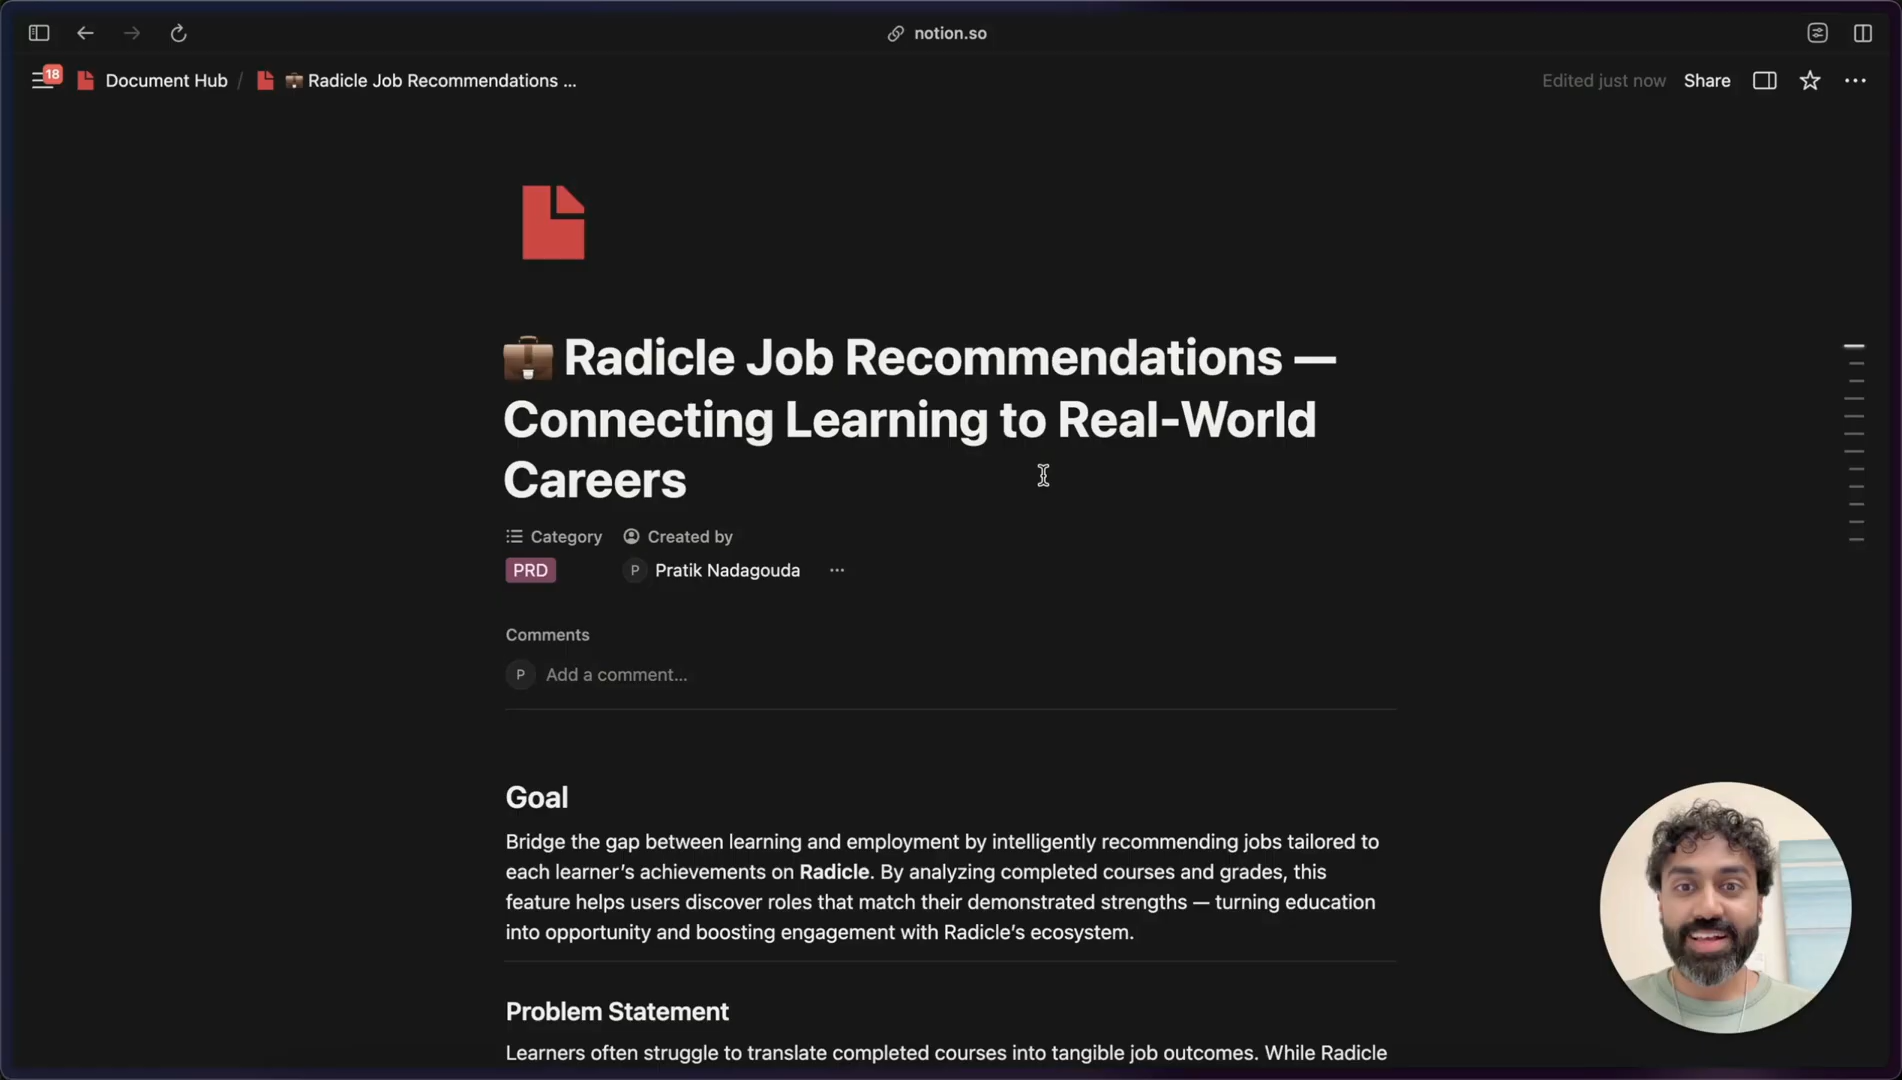 notion.so
18
Document Hub / 💼 Radicle Job Recommendations ...
Edited just now
Share
💼 Radicle Job Recommendations —
Connecting Learning to Real-World
Careers
Category
Created by
PRD
P
Pratik Nadagouda
Comments
P
Add a comment...
Goal
Bridge the gap between learning and employment by intelligently recommending jobs tailored to
each learner’s achievements on Radicle. By analyzing completed courses and grades, this
feature helps users discover roles that match their demonstrated strengths — turning education
into opportunity and boosting engagement with Radicle’s ecosystem.
Problem Statement
Learners often struggle to translate completed courses into tangible job outcomes. While Radicle